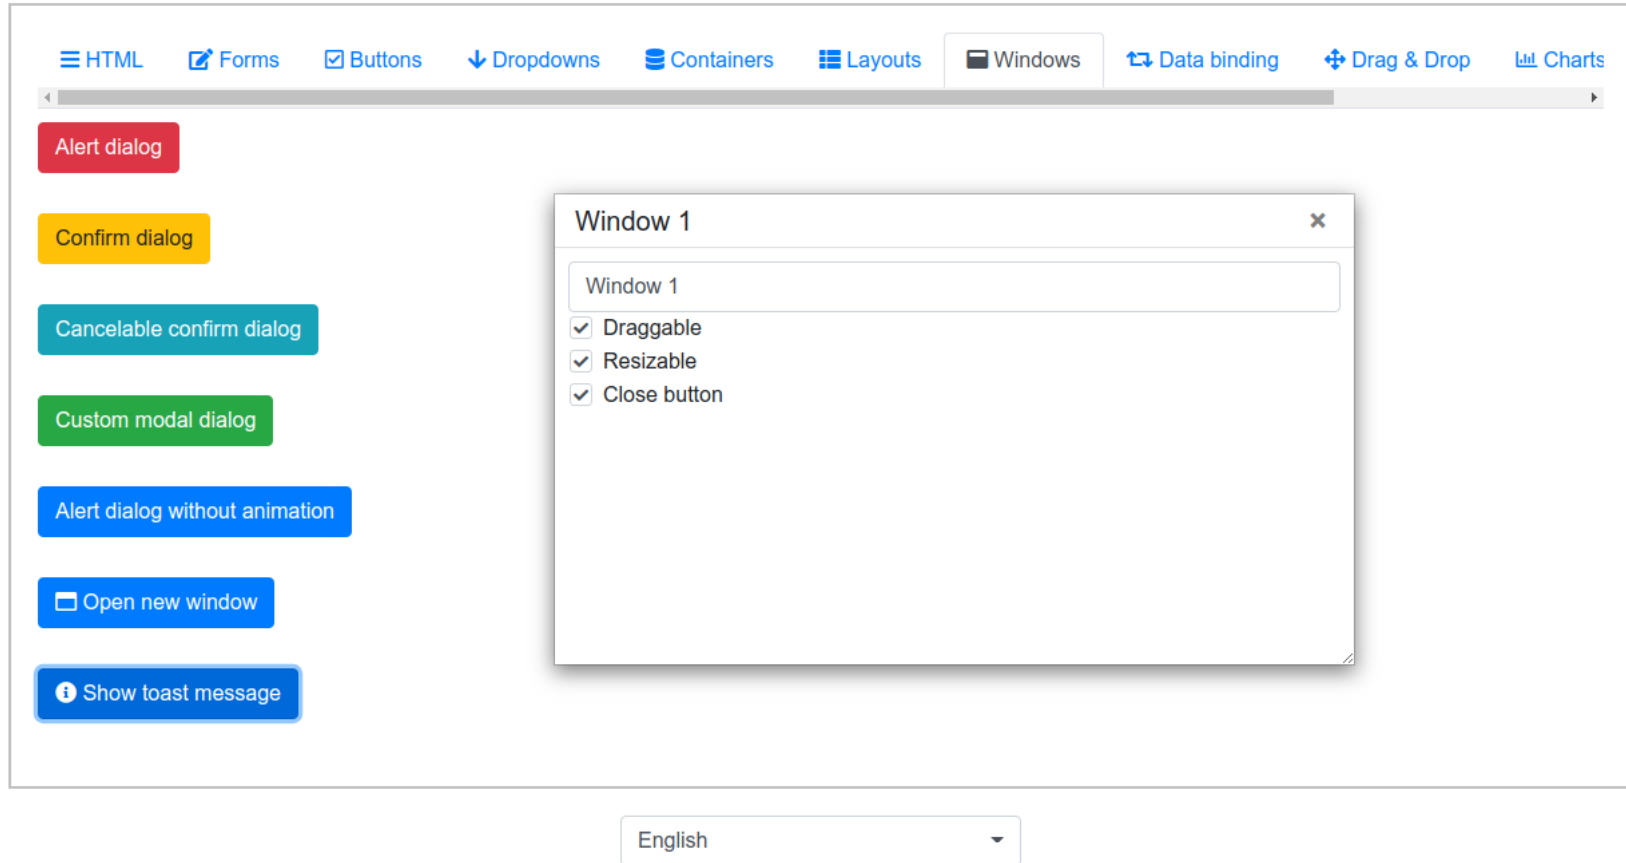 HTML Forms Buttons Dropdowns Containers Layouts Windows Data binding Drag & Drop Charts
Alert dialog
Confirm dialog
Cancelable confirm dialog
Custom modal dialog
Alert dialog without animation
Open new window
Show toast message
Window 1
Window 1
Draggable
Resizable
Close button
English